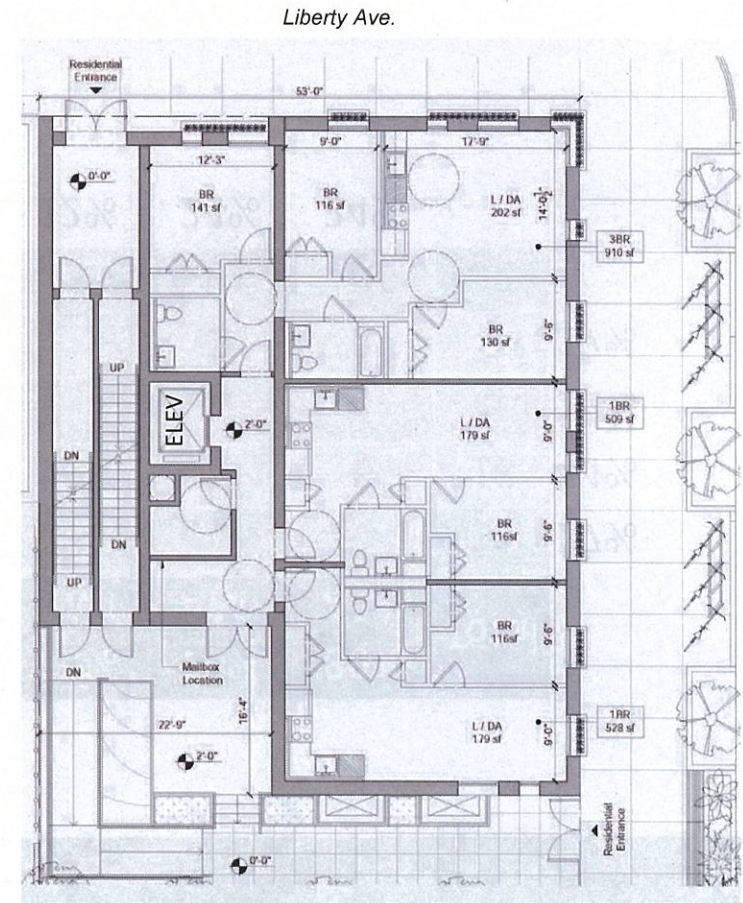 Liberty Ave.
Residential
Entrance
53'-0"
0'-0"
12'-3"
BR
141 sf
9'-0"
BR
116 sf
17'-9"
L / DA
202 sf
14'-0½"
3BR
910 sf
BR
130 sf
9'-6"
UP
ELEV
2'-0"
L / DA
179 sf
9'-0"
1BR
509 sf
DN
DN
UP
BR
116sf
9'-6"
BR
116sf
9'-6"
DN
Mailbox
Location
22'-9"
16'-4"
2'-0"
L / DA
179 sf
9'-0"
1BR
528 sf
Residential
Entrance
0'-0"